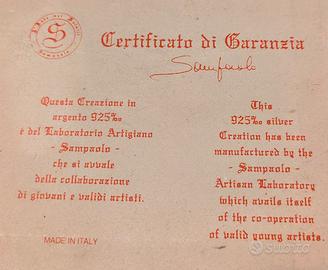 S
Certificato di Garanzia
Sampaolo
Questa Creazione in
argento 925‰
è del Laboratorio Artigiano
- Sampaolo -
che si avvale
della collaborazione
di giovani e validi artisti.
MADE IN ITALY
This
925‰ silver
Creation has been
manufactured by the
- Sampaolo -
Artisan Laboratory
which avails itself
of the co-operation
of valid young artists.
subito